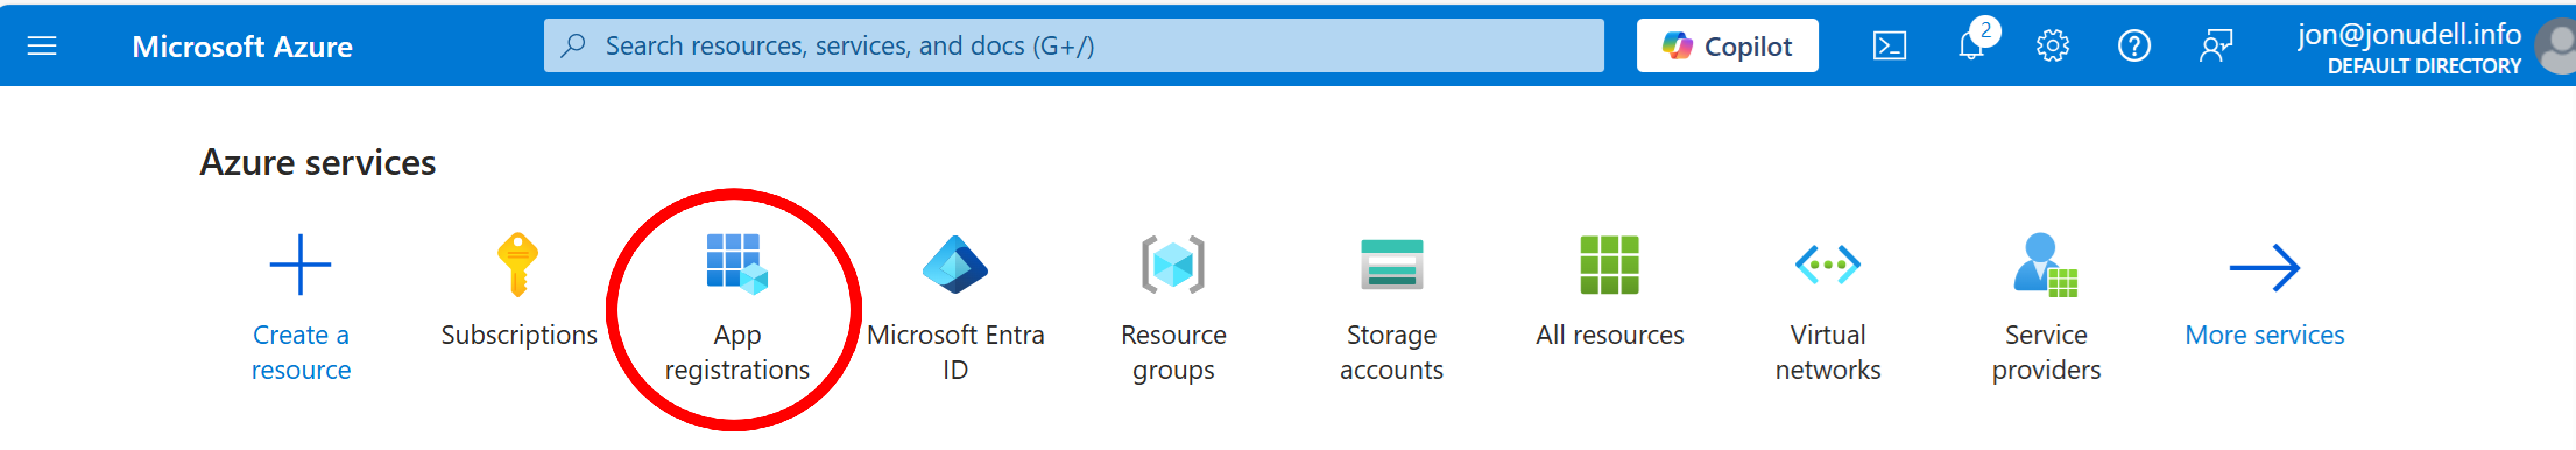 Microsoft Azure
Search resources, services, and docs (G+/)
Copilot
2
jon@jonudell.info
DEFAULT DIRECTORY
Azure services
Create a
resource
Subscriptions
App
registrations
Microsoft Entra
ID
Resource
groups
Storage
accounts
All resources
Virtual
networks
Service
providers
More services